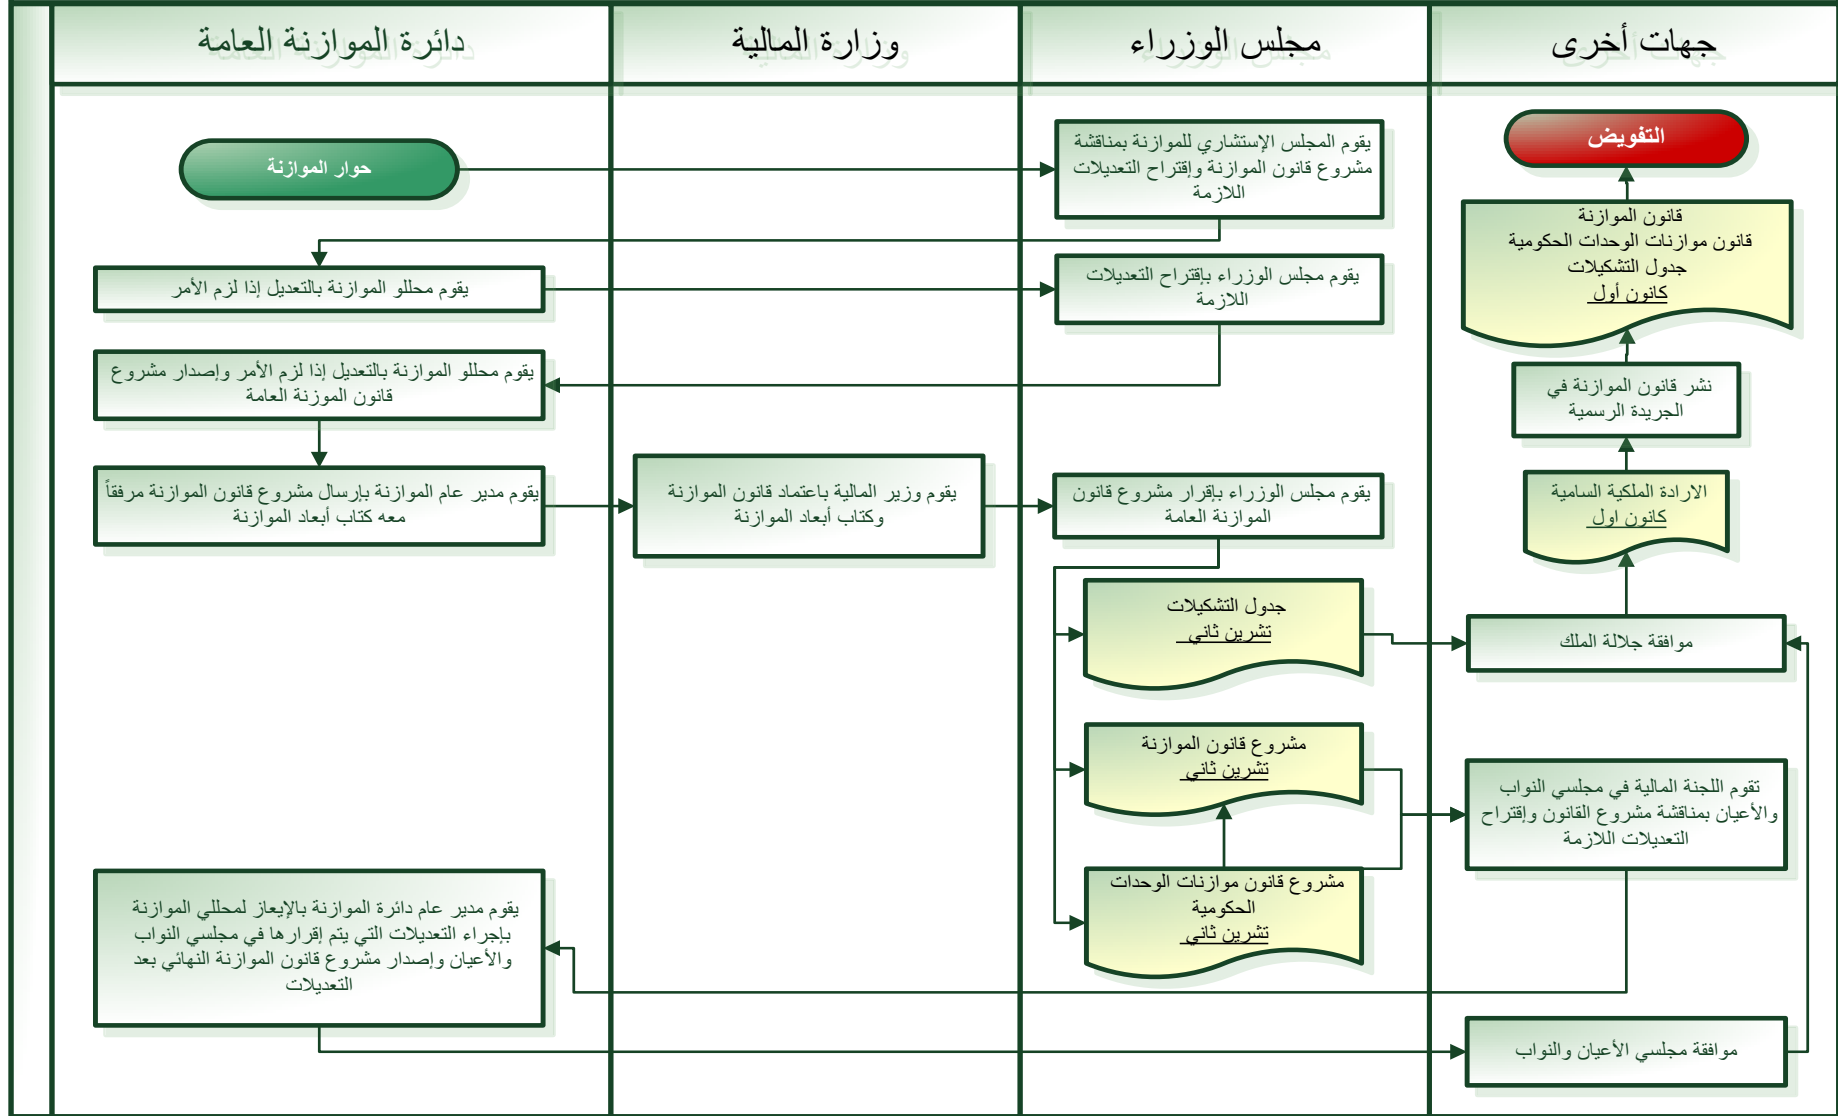 جهات أخرى
مجلس الوزراء
وزارة المالية
دائرة الموازنة العامة
حوار الموازنة
يقوم المجلس الإستشاري للموازنة بمناقشة
مشروع قانون الموازنة وإقتراح التعديلات
اللازمة
يقوم محللو الموازنة بالتعديل إذا لزم الأمر
يقوم مجلس الوزراء بإقتراح التعديلات
اللازمة
يقوم محللو الموازنة بالتعديل إذا لزم الأمر وإصدار مشروع
قانون الموزنة العامة
يقوم مدير عام الموازنة بإرسال مشروع قانون الموازنة مرفقاً
معه كتاب أبعاد الموازنة
يقوم وزير المالية باعتماد قانون الموازنة
وكتاب أبعاد الموازنة
يقوم مجلس الوزراء بإقرار مشروع قانون
الموازنة العامة
جدول التشكيلات
تشرين ثاني
مشروع قانون الموازنة
تشرين ثاني
مشروع قانون موازنات الوحدات
الحكومية
تشرين ثاني
تقوم اللجنة المالية في مجلسي النواب
والأعيان بمناقشة مشروع القانون وإقتراح
التعديلات اللازمة
يقوم مدير عام دائرة الموازنة بالإيعاز لمحللي الموازنة
بإجراء التعديلات التي يتم إقرارها في مجلسي النواب
والأعيان وإصدار مشروع قانون الموازنة النهائي بعد
التعديلات
موافقة مجلسي الأعيان والنواب
موافقة جلالة الملك
الارادة الملكية السامية
كانون اول
نشر قانون الموازنة في
الجريدة الرسمية
قانون الموازنة
قانون موازنات الوحدات الحكومية
جدول التشكيلات
كانون أول
التفويض